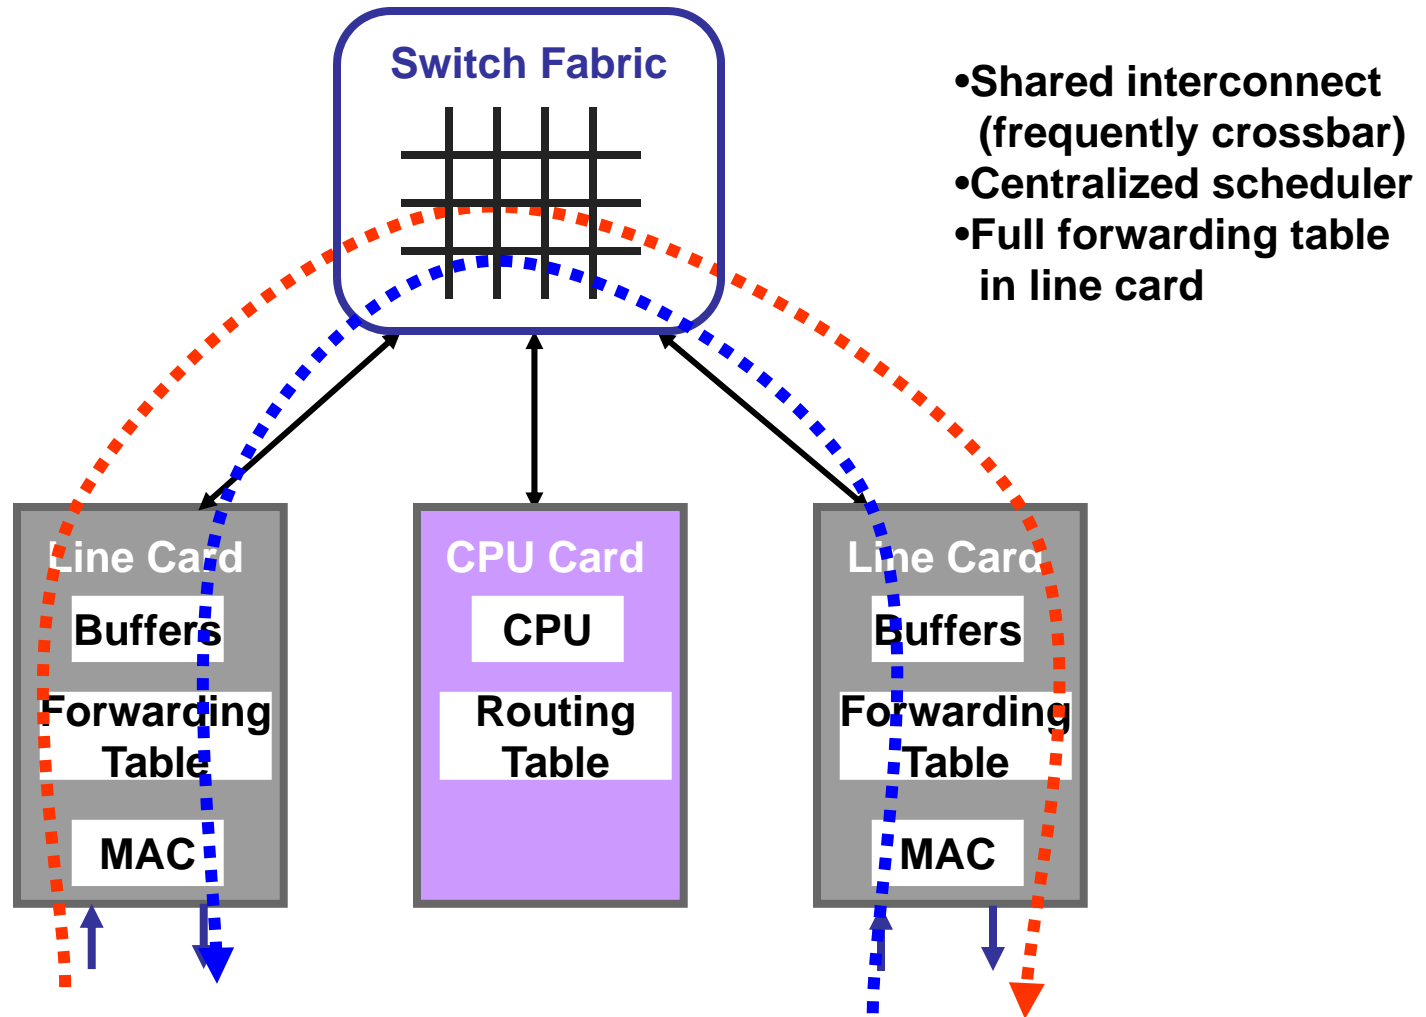 Switch Fabric
•Shared interconnect
(frequently crossbar)
•Centralized scheduler
•Full forwarding table
in line card
Line Card
Buffers
Forwarding
Table
MAC
CPU Card
CPU
Routing
Table
Line Card
Buffers
Forwarding
Table
MAC